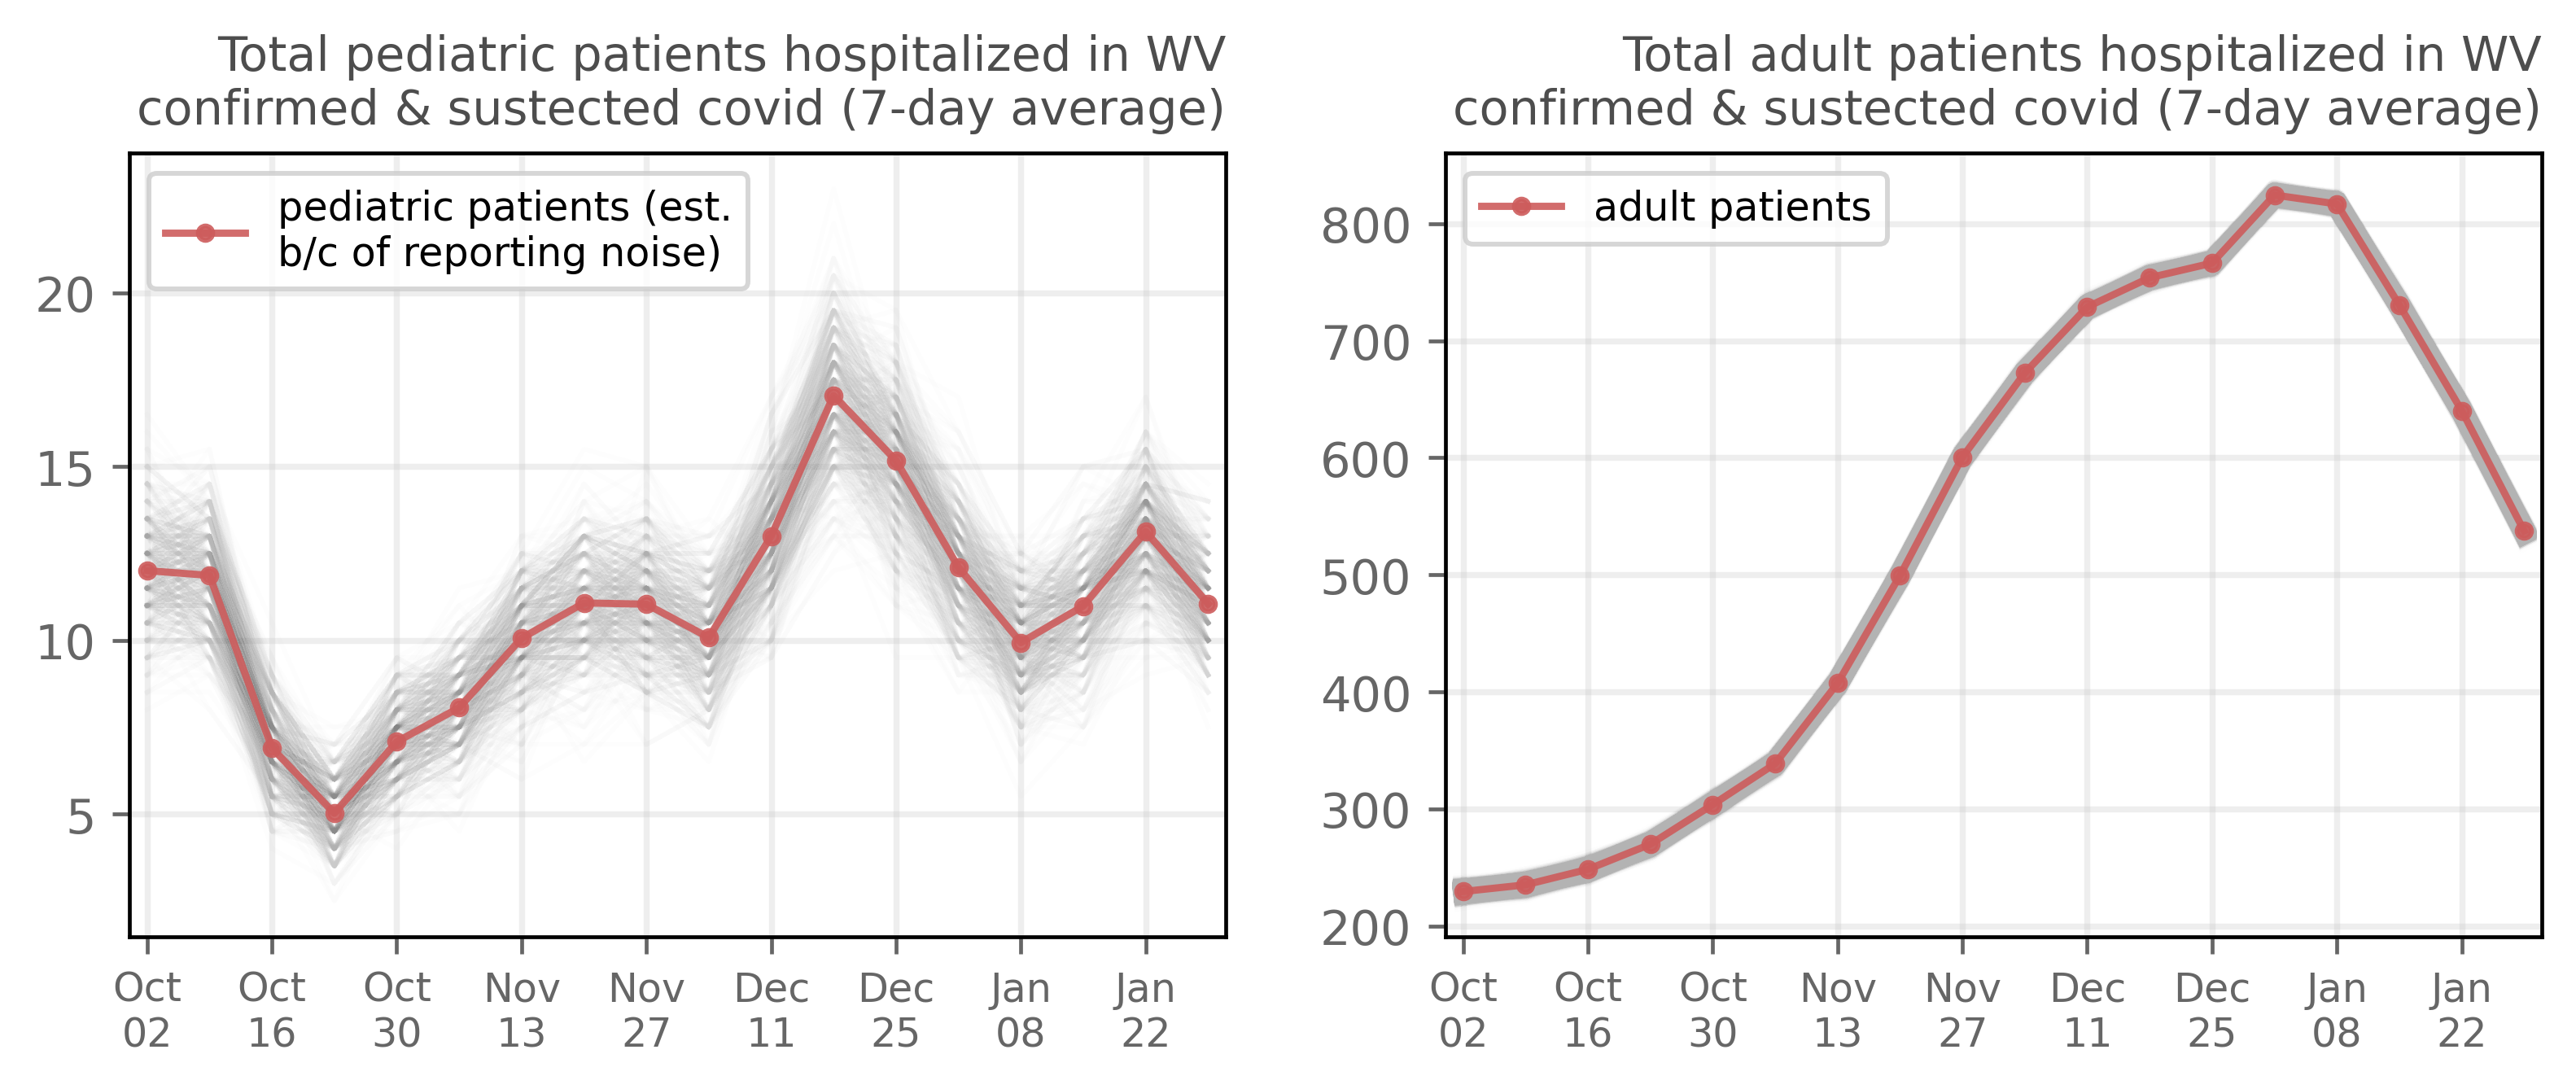 Total pediatric patients hospitalized in WV
confirmed & sustected covid (7-day average)
pediatric patients (est.
b/c of reporting noise)
20
15
10
5
Oct
02
Oct
16
Oct
30
Nov
13
Nov
27
Dec
11
Dec
25
Jan
08
Jan
22
Total adult patients hospitalized in WV
confirmed & sustected covid (7-day average)
adult patients
800
700
600
500
400
300
200
Oct
02
Oct
16
Oct
30
Nov
13
Nov
27
Dec
11
Dec
25
Jan
08
Jan
22